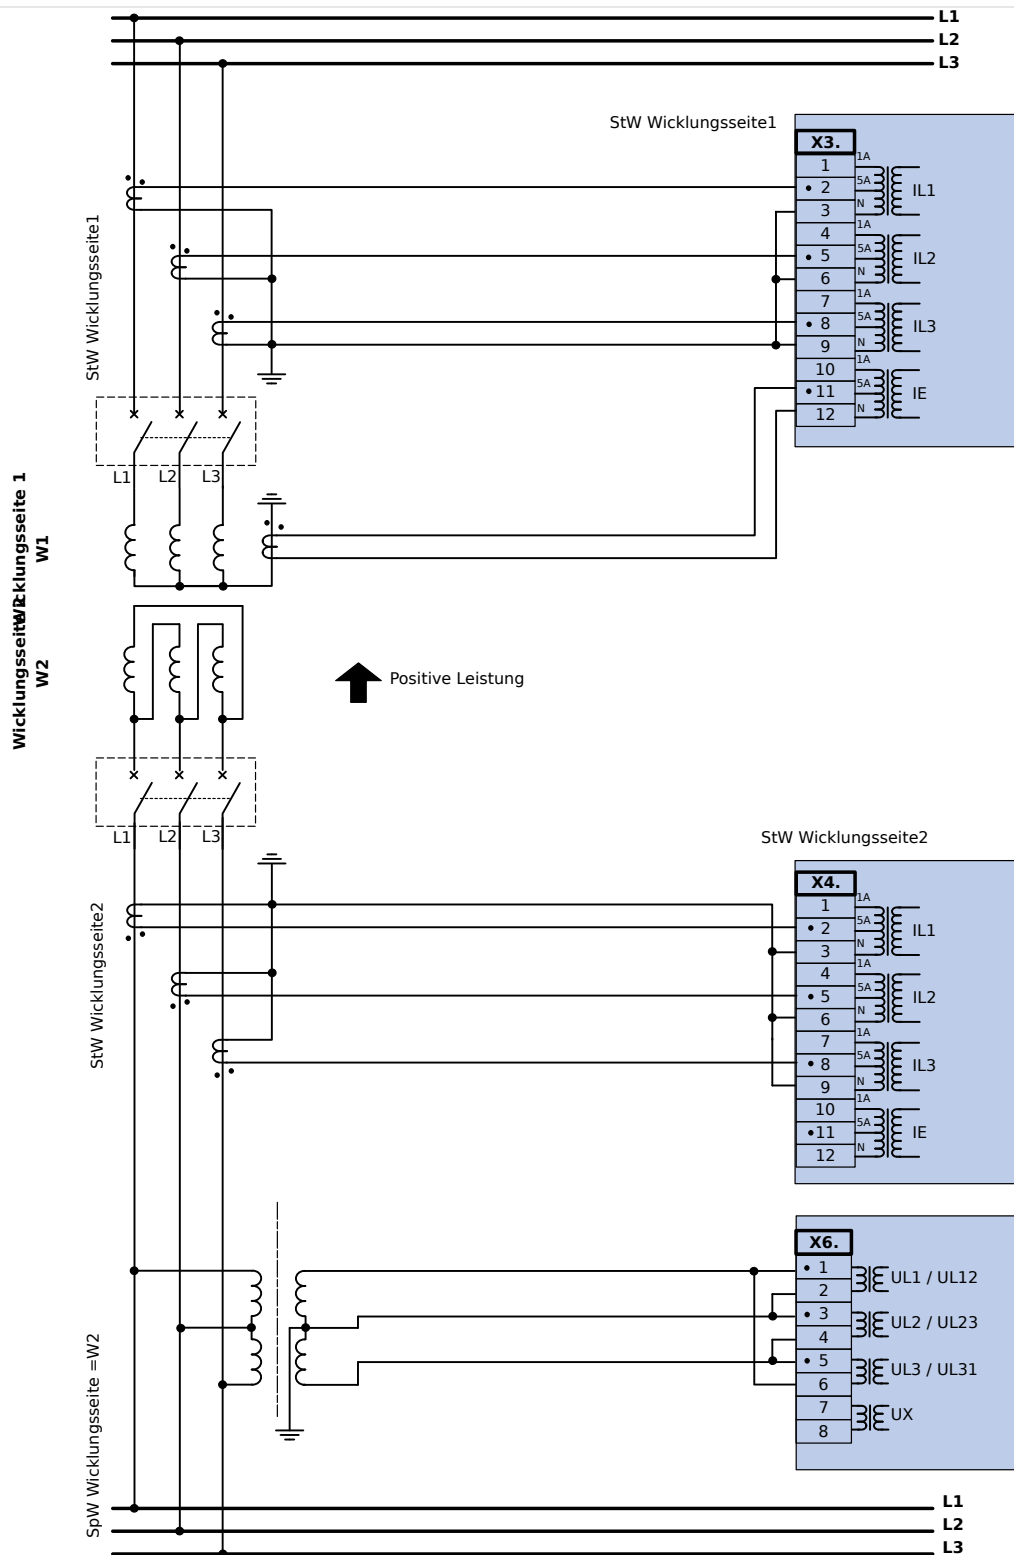 L1
L2
L3
StW Wicklungsseite1
X3.
1 1A
2 5A IL1
3 N
4 1A
5 5A IL2
6 N
7 1A
8 5A IL3
9 N
10 1A
11 5A IE
12 N
StW Wicklungsseite1
L1 L2 L3
Wicklungsseite 1
W1
Wicklungsseite W2
W2
Positive Leistung
L1 L2 L3
StW Wicklungsseite2
X4.
1 1A
2 5A IL1
3 N
4 1A
5 5A IL2
6 N
7 1A
8 5A IL3
9 N
10 1A
11 5A IE
12 N
StW Wicklungsseite2
X6.
1 UL1 / UL12
2
3 UL2 / UL23
4
5 UL3 / UL31
6
7 UX
8
SpW Wicklungsseite =W2
L1
L2
L3